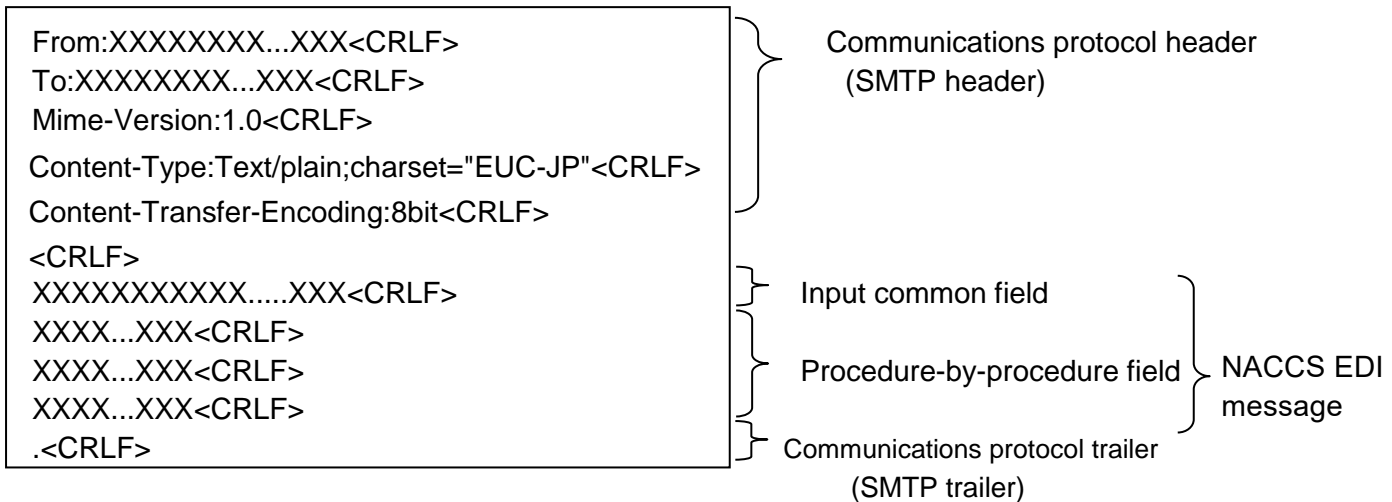 From:XXXXXXXX...XXX<CRLF>
To:XXXXXXXX...XXX<CRLF>
Mime-Version:1.0<CRLF>
Content-Type:Text/plain;charset="EUC-JP"<CRLF>
Content-Transfer-Encoding:8bit<CRLF>
<CRLF>
XXXXXXXXXXX.....XXX<CRLF>
XXXX...XXX<CRLF>
XXXX...XXX<CRLF>
XXXX...XXX<CRLF>
.<CRLF>
Communications protocol header
(SMTP header)
Input common field
Procedure-by-procedure field
NACCS EDI
message
Communications protocol trailer
(SMTP trailer)